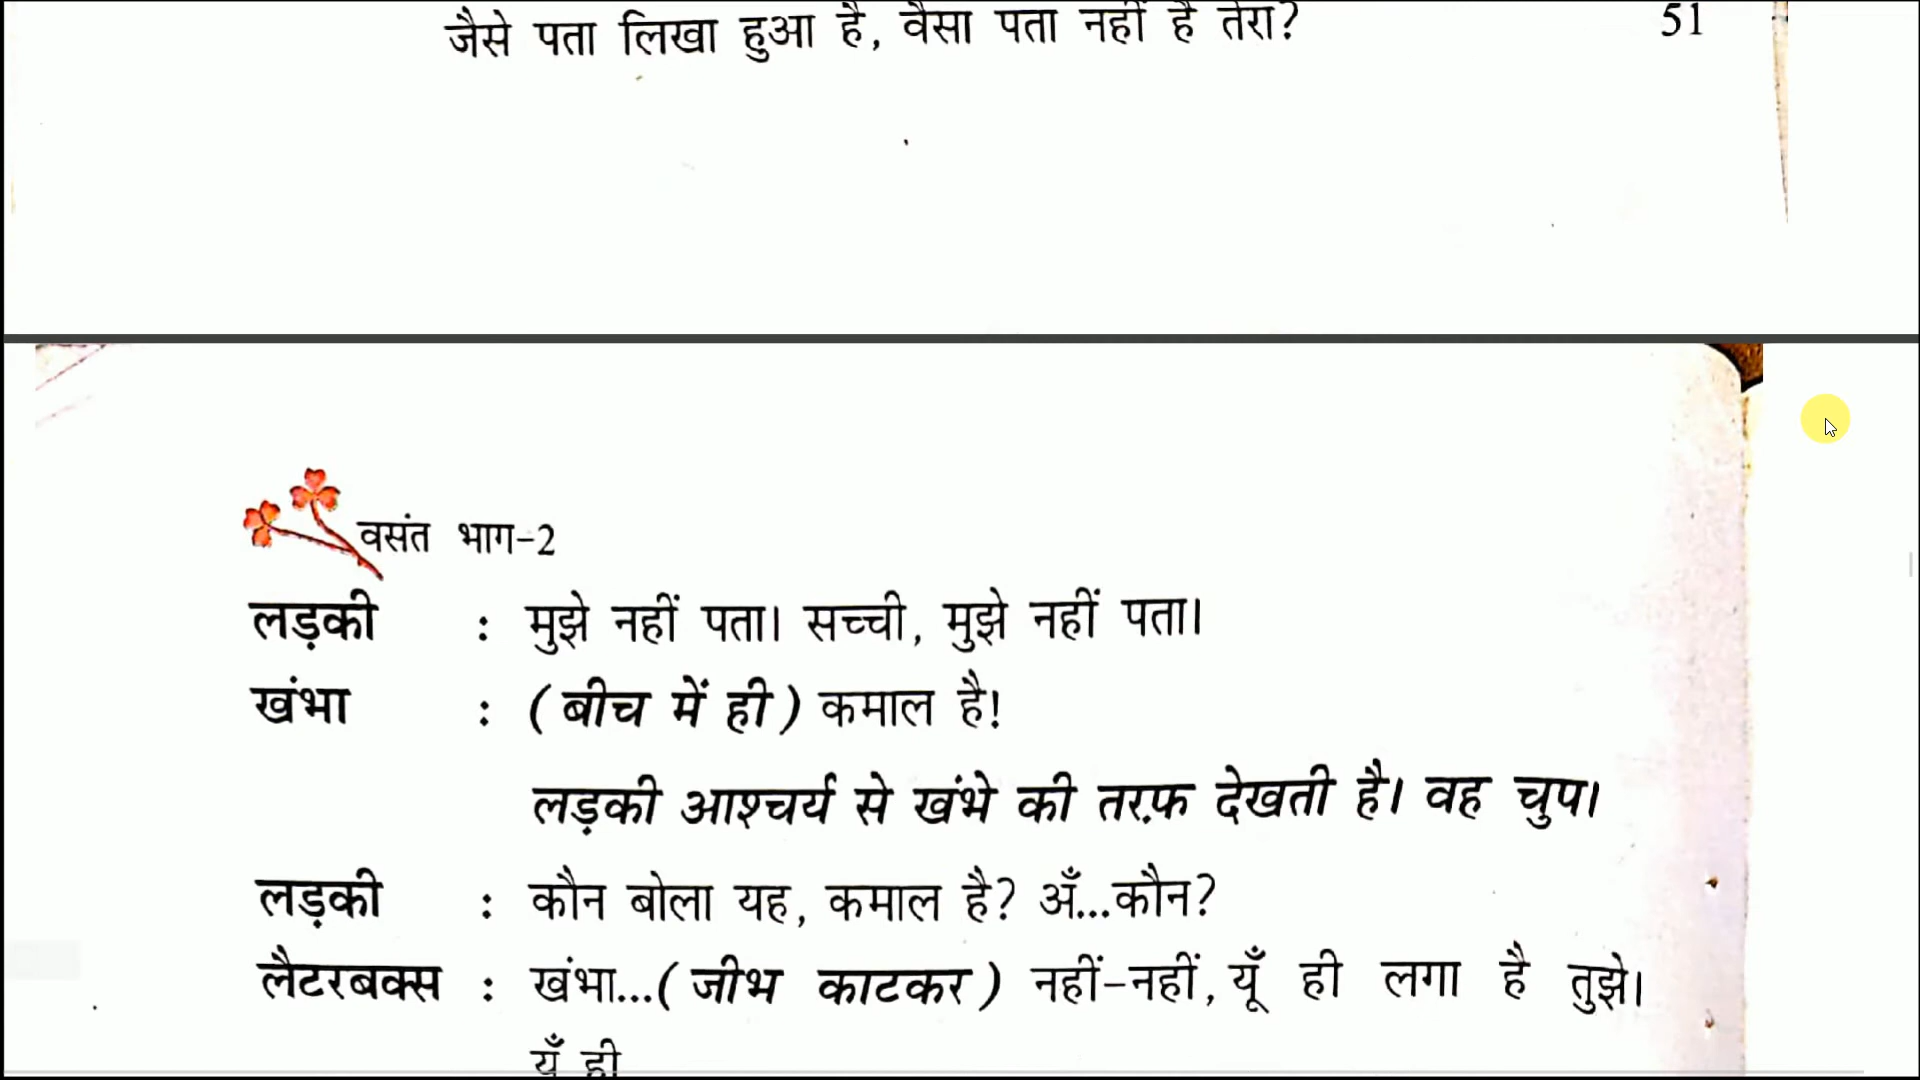 जैसे पता लिखा हुआ है, वैसा पता नहीं है तेरा?
51
वसंत भाग-2
लड़की : मुझे नहीं पता। सच्ची, मुझे नहीं पता।
खंभा : (बीच में ही) कमाल है!
लड़की आश्चर्य से खंभे की तरफ़ देखती है। वह चुप।
लड़की : कौन बोला यह, कमाल है? अँ...कौन?
लैटरबक्स : खंभा...(जीभ काटकर) नहीं-नहीं, यूँ ही लगा है तुझे।
यूँ ही